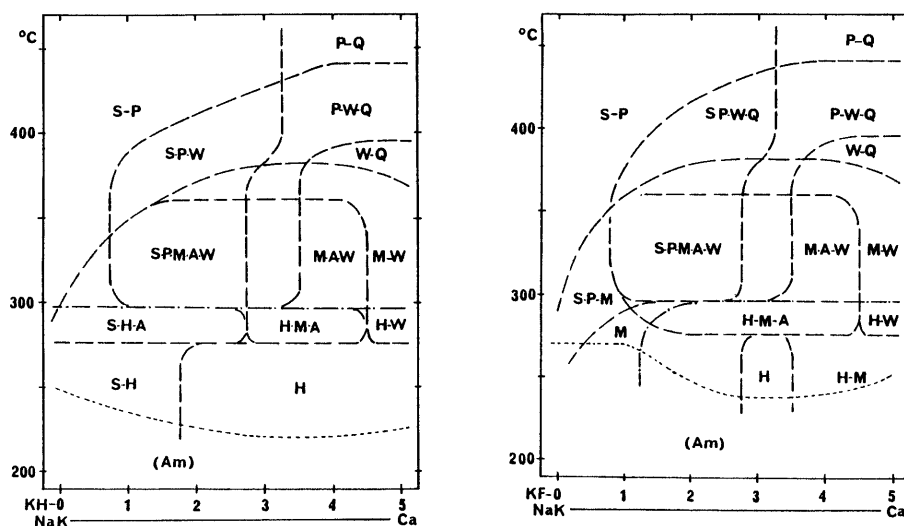 °C
P-Q
S-P
P-W-Q
400
S-P-W
W-Q
S-P-M-A-W
M-A-W
M-W
300
S-H-A
H-M-A
H-W
S-H
H
(Am)
200
KH-0 1 2 3 4 5
NaK Ca
°C
P-Q
S-P
S P-W-Q
P-W-Q
400
W-Q
S-P-M-A-W
M-A-W
M-W
S-P-M
300
M
H-M-A
H-W
H
H-M
(Am)
200
KF-0 1 2 3 4 5
NaK Ca